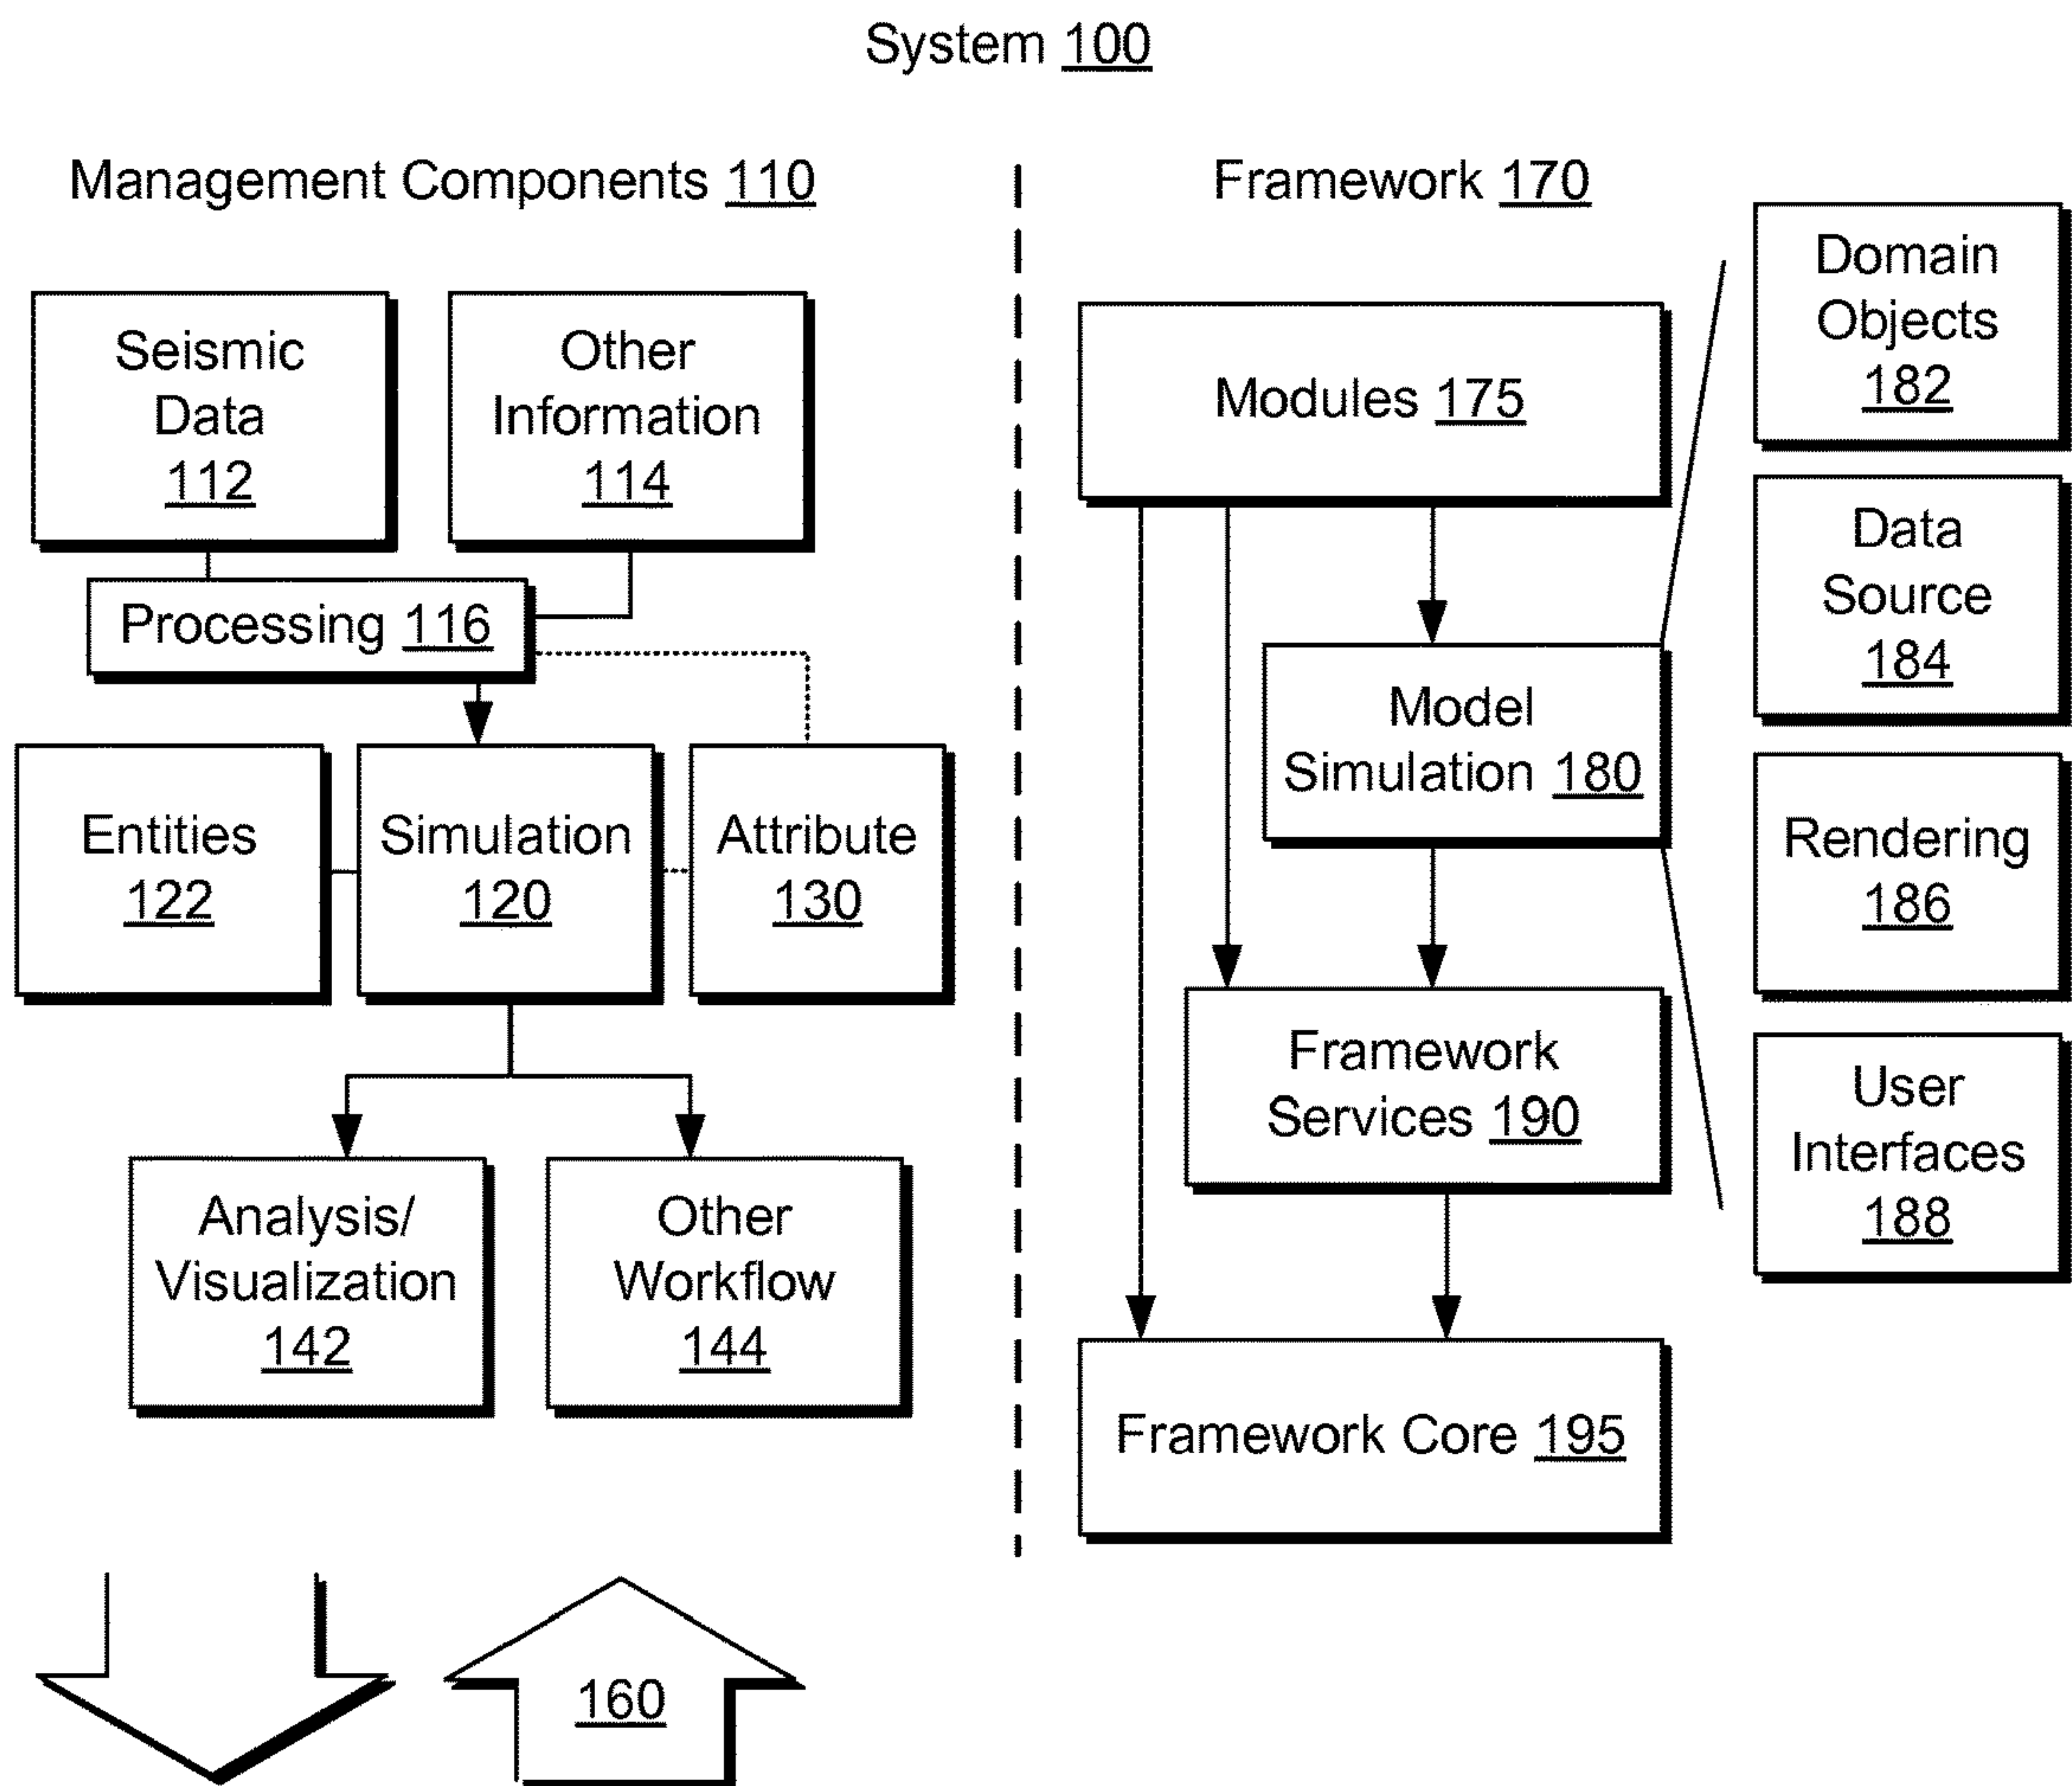 System 100
Management Components 110
Seismic
Data
112
Other
Information
114
Processing 116
Entities
122
Simulation
120
Attribute
130
Analysis/
Visualization
142
Other
Workflow
144
160
Framework 170
Modules 175
Model
Simulation 180
Framework
Services 190
Framework Core 195
Domain
Objects
182
Data
Source
184
Rendering
186
User
Interfaces
188